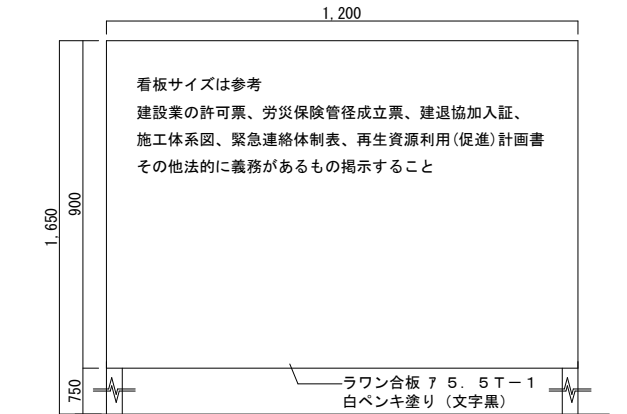 1,200
看板サイズは参考
建設業の許可票、労災保険管径成立票、建退協加入証、
施工体系図、緊急連絡体制表、再生資源利用(促進)計画書
その他法的に義務があるもの掲示すること
900
1,650
750
ラワン合板 7 5. 5T-1
白ペンキ塗り(文字黒)